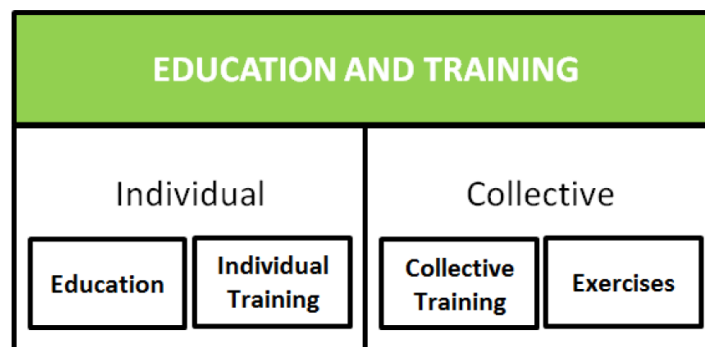 EDUCATION AND TRAINING
Individual
Collective
Education
Individual
Training
Collective
Training
Exercises